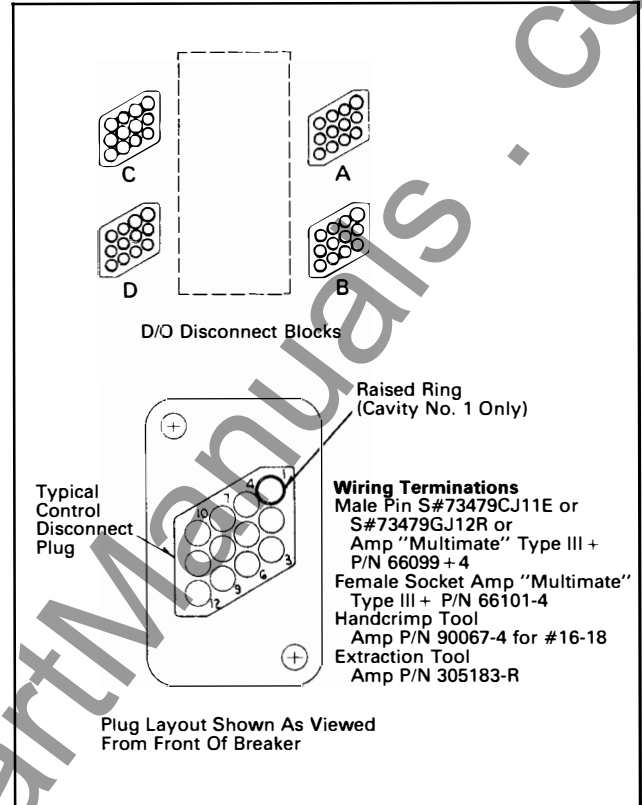 C
A
D
B
D/O Disconnect Blocks
Raised Ring
(Cavity No. 1 Only)
Typical
Control
Disconnect
Plug
1
4
7
10
3
6
9
12
Wiring Terminations
Male Pin S#73479CJ11E or
S#73479GJ12R or
Amp "Multimate" Type III +
P/N 66099 + 4
Female Socket Amp "Multimate"
Type III + P/N 66101-4
Handcrimp Tool
Amp P/N 90067-4 for #16-18
Extraction Tool
Amp P/N 305183-R
Plug Layout Shown As Viewed
From Front Of Breaker